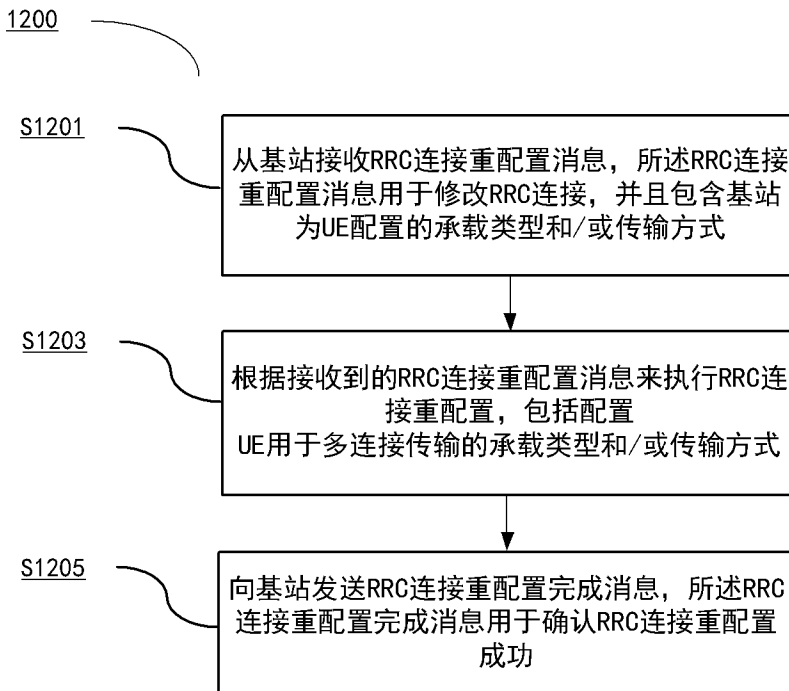 1200
S1201
从基站接收RRC连接重配置消息，所述RRC连接
重配置消息用于修改RRC连接，并且包含基站
为UE配置的承载类型和/或传输方式
S1203
根据接收到的RRC连接重配置消息来执行RRC连
接重配置，包括配置
UE用于多连接传输的承载类型和/或传输方式
S1205
向基站发送RRC连接重配置完成消息，所述RRC
连接重配置完成消息用于确认RRC连接重配置
成功